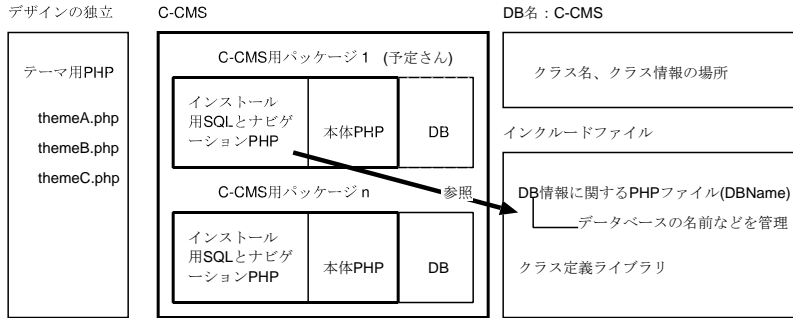 デザインの独立
テーマ用PHP
themeA.php
themeB.php
themeC.php
C-CMS
C-CMS用パッケージ1 (予定さん)
インストール
用SQLとナビゲ
ーションPHP
本体PHP
DB
C-CMS用パッケージn
参照
インストール
用SQLとナビゲ
ーションPHP
本体PHP
DB
DB名：C-CMS
クラス名、クラス情報の場所
インクルードファイル
DB情報に関するPHPファイル(DBName)
データベースの名前などを管理
クラス定義ライブラリ